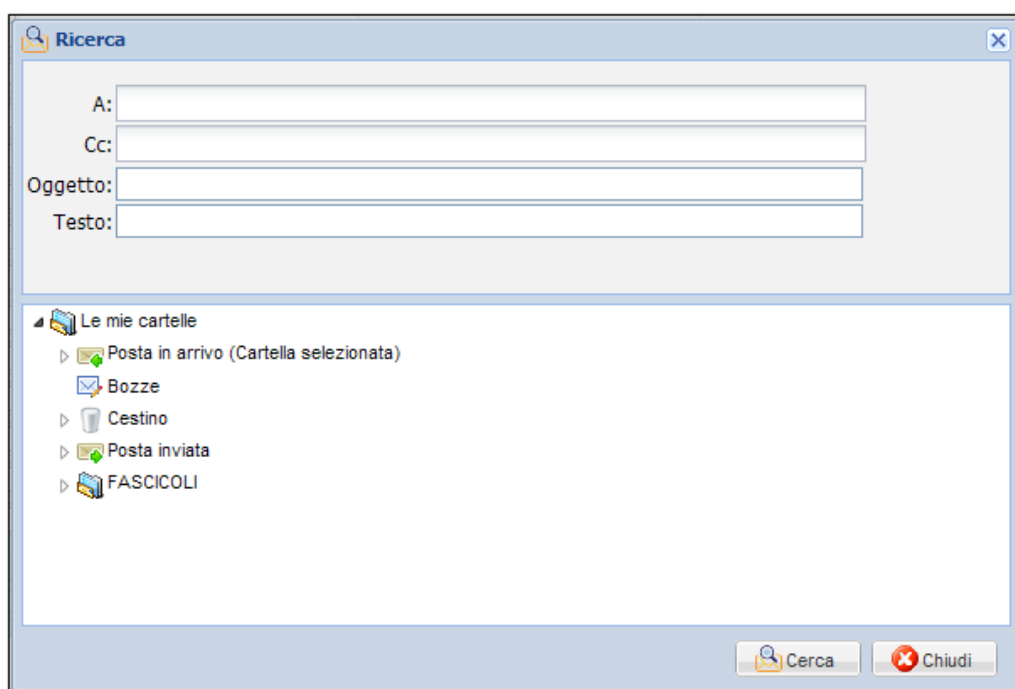 Ricerca
A:
Cc:
Oggetto:
Testo:
Le mie cartelle
Posta in arrivo (Cartella selezionata)
Bozze
Cestino
Posta inviata
FASCICOLI
Cerca Chiudi